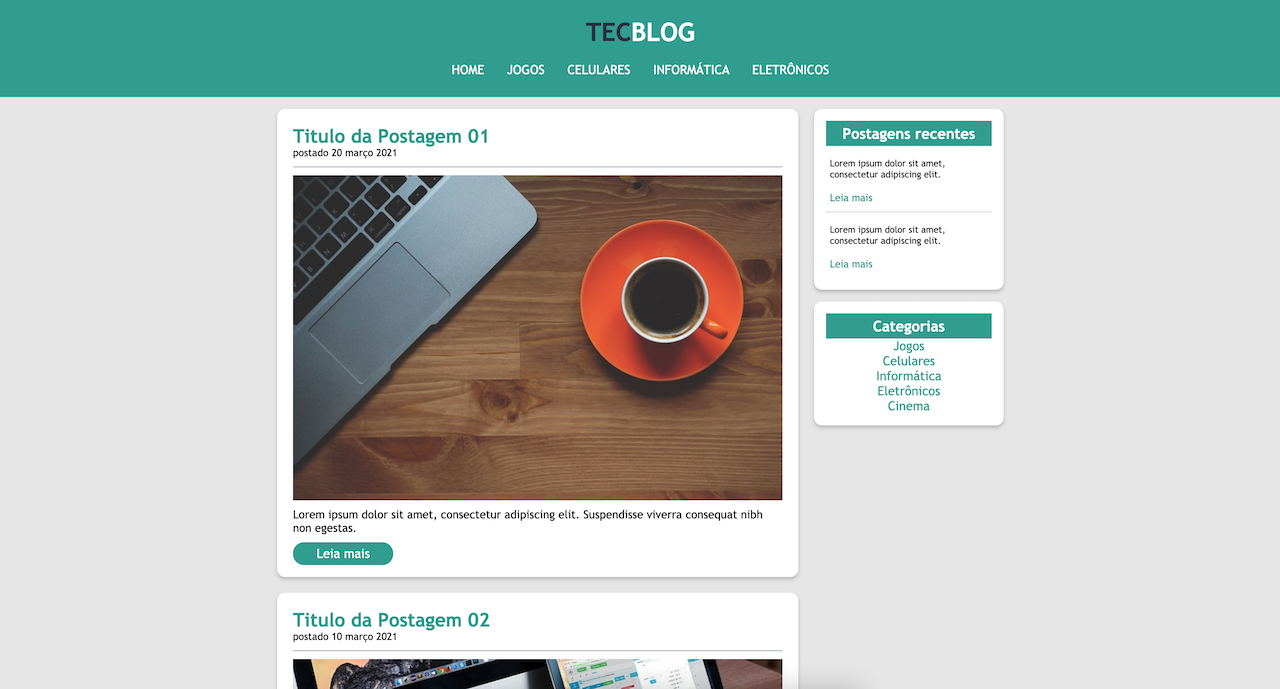 TECBLOG
HOME JOGOS CELULARES INFORMÁTICA ELETRÔNICOS
Titulo da Postagem 01
postado 20 março 2021
Lorem ipsum dolor sit amet, consectetur adipiscing elit. Suspendisse viverra consequat nibh
non egestas.
Leia mais
Titulo da Postagem 02
postado 10 março 2021
Postagens recentes
Lorem ipsum dolor sit amet,
consectetur adipiscing elit.
Leia mais
Lorem ipsum dolor sit amet,
consectetur adipiscing elit.
Leia mais
Categorias
Jogos
Celulares
Informática
Eletrônicos
Cinema